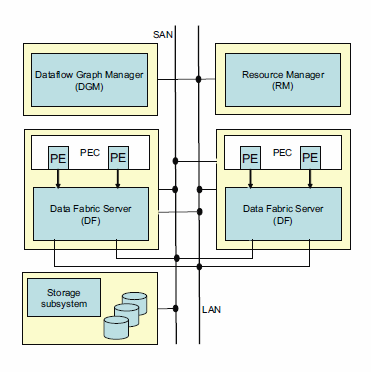 SAN
Dataflow Graph Manager
(DGM)
Resource Manager
(RM)
PEC
PE
PE
Data Fabric Server
(DF)
PEC
PE
PE
Data Fabric Server
(DF)
Storage
subsystem
LAN